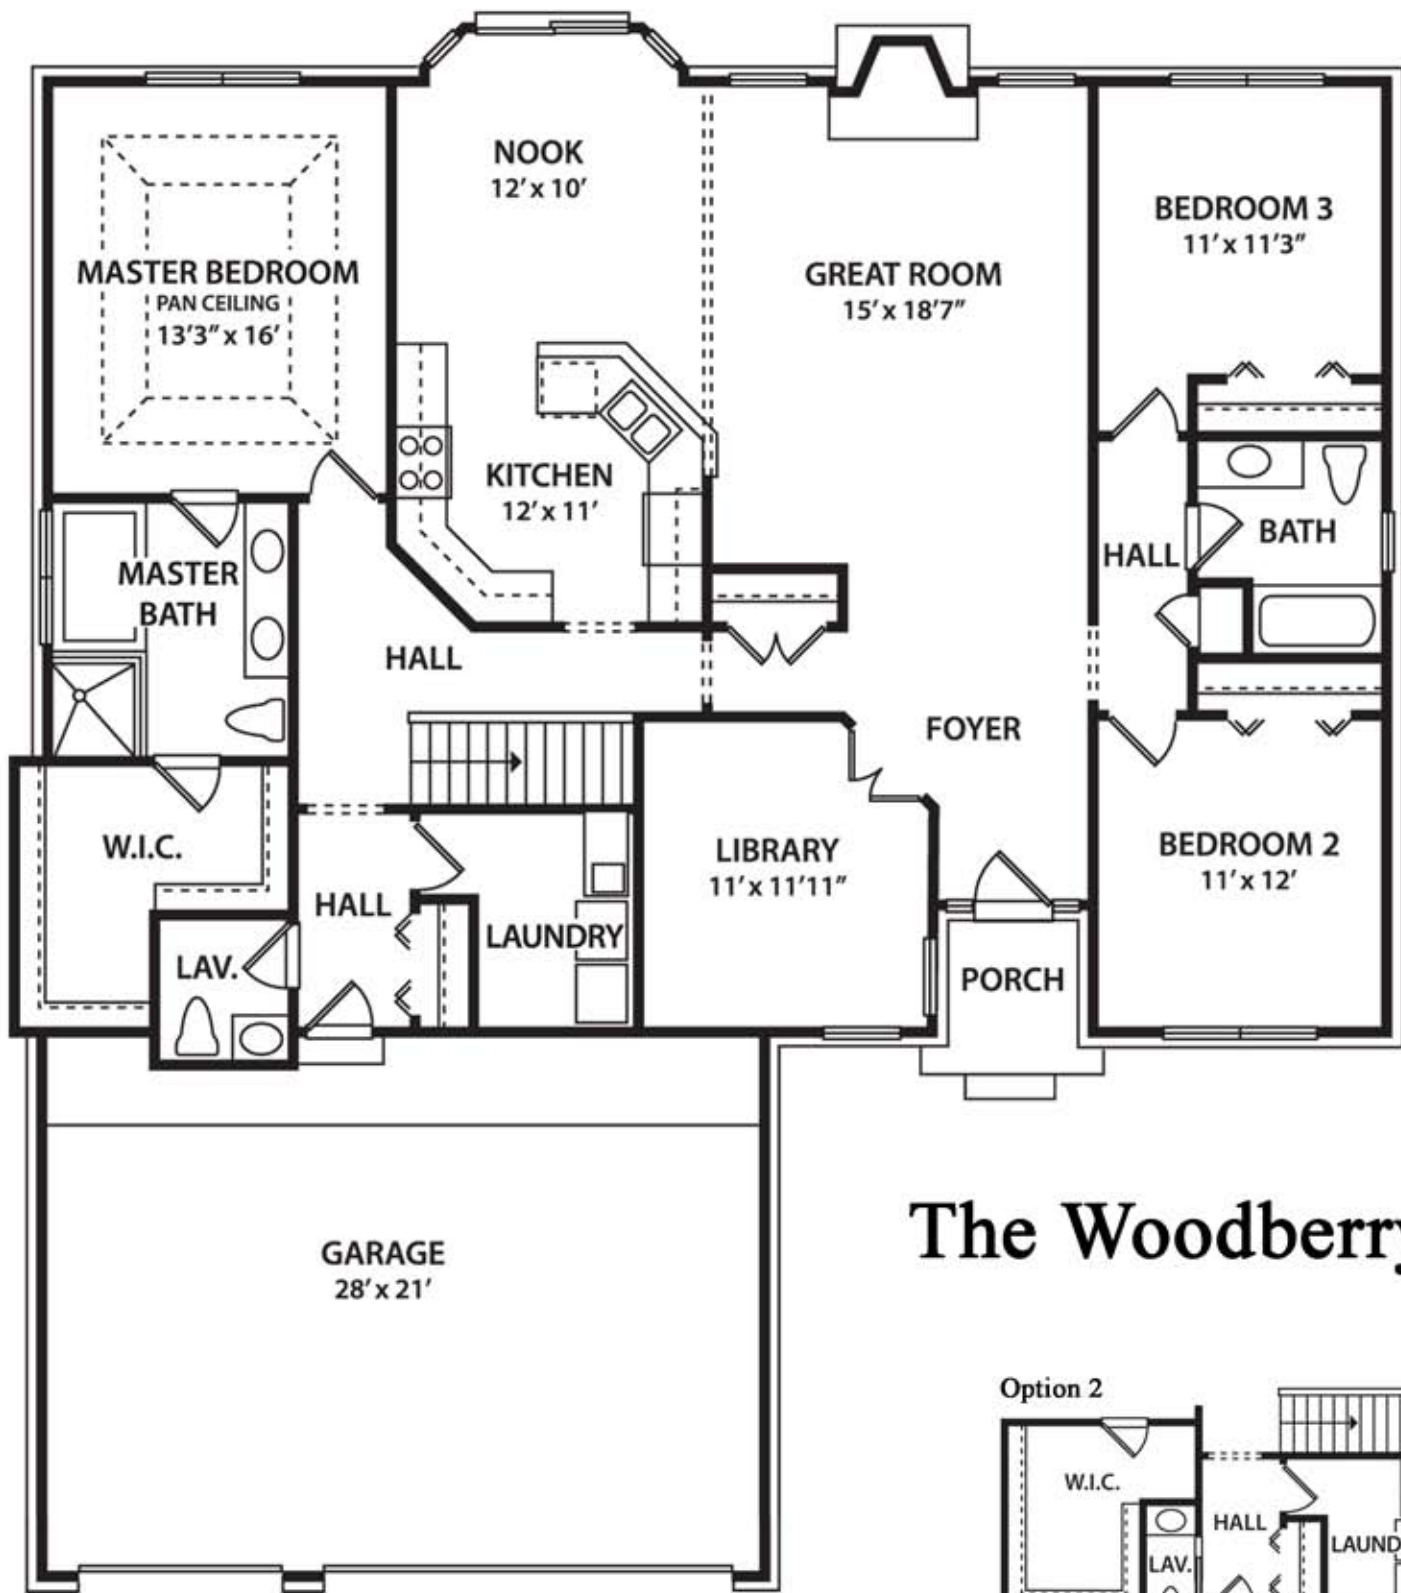 NOOK
12' x 10'
BEDROOM 3
11' x 11'3"
MASTER BEDROOM
PAN CEILING
13'3" x 16'
GREAT ROOM
15' x 18'7"
KITCHEN
12' x 11'
MASTER
BATH
HALL
BATH
HALL
FOYER
W.I.C.
HALL
LAUNDRY
LIBRARY
11' x 11'11"
BEDROOM 2
11' x 12'
LAV.
PORCH
The Woodberry
GARAGE
28' x 21'
Option 2
W.I.C.
HALL
LAUND
LAV.